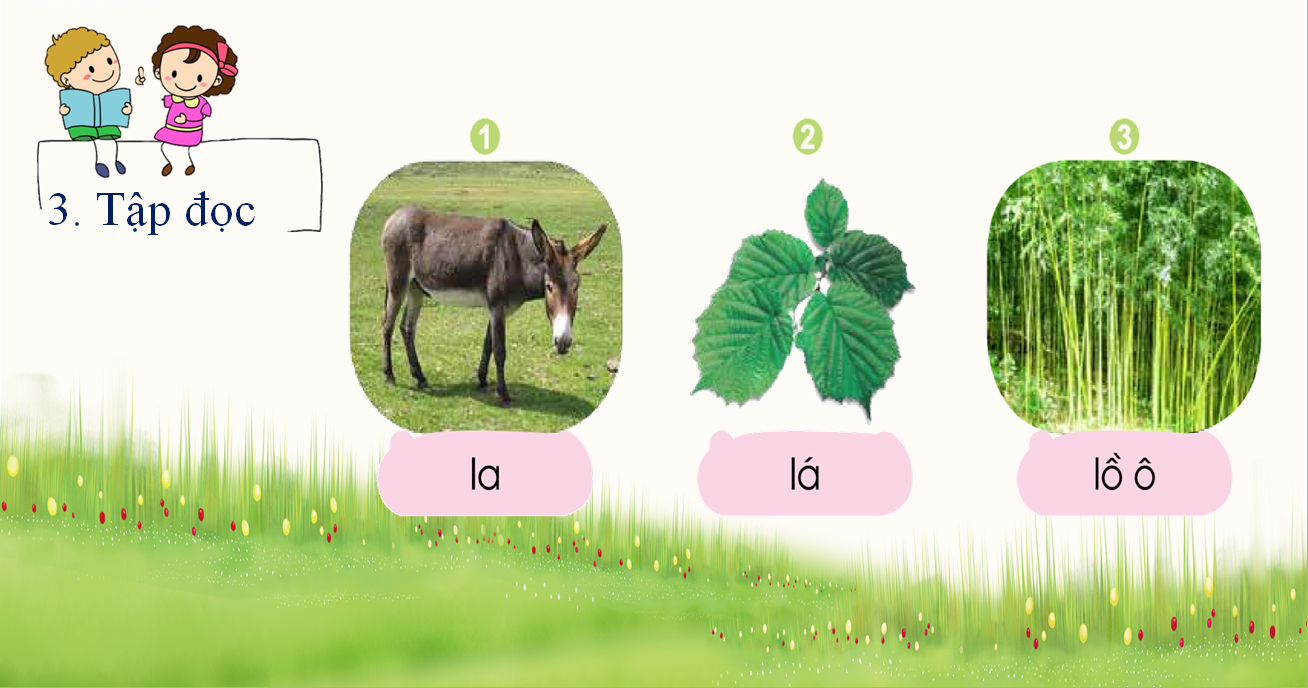 3. Tập đọc
1
2
3
la
lá
lồ ô